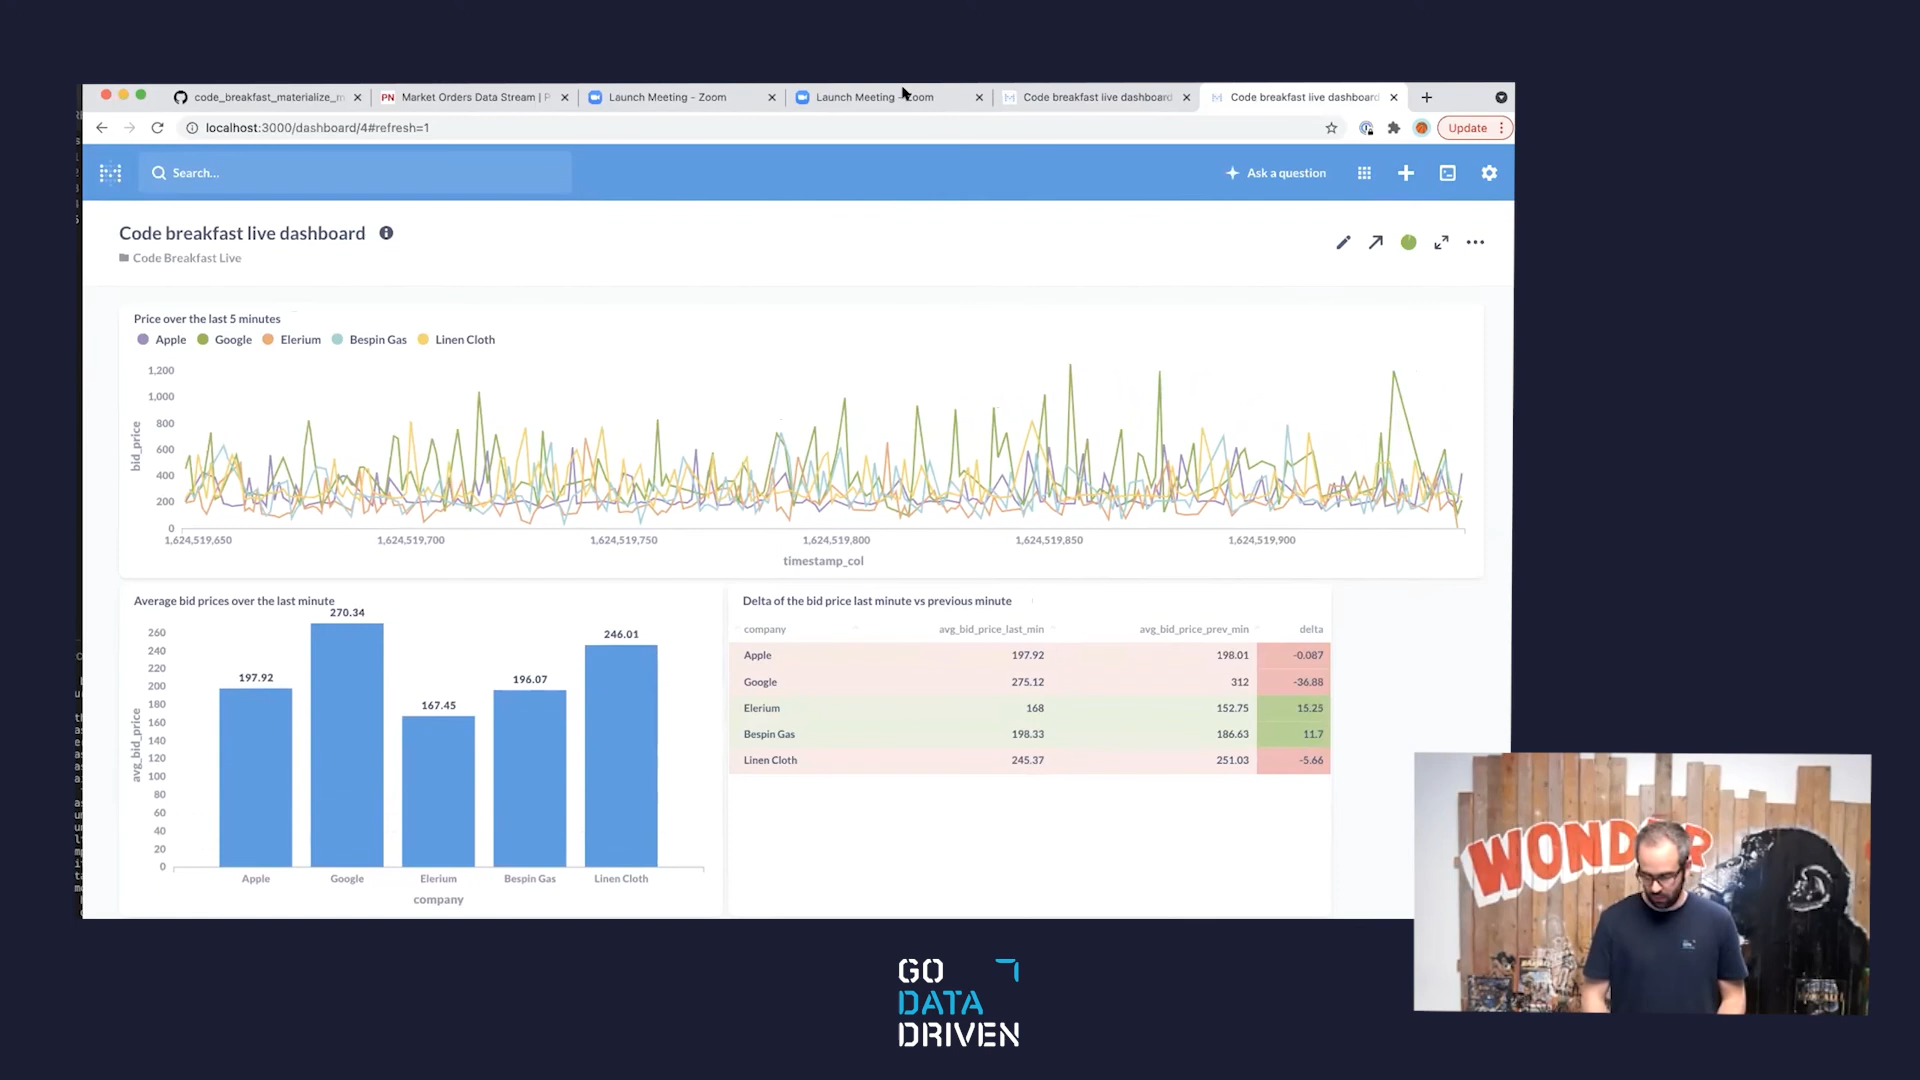 code_breakfast_materialize_m
PN Market Orders Data Stream | P
Launch Meeting - Zoom
Launch Meeting - Zoom
Code breakfast live dashboard
Code breakfast live dashboard
localhost:3000/dashboard/4#refresh=1
Update
Search...
Ask a question
Code breakfast live dashboard
Code Breakfast Live
Price over the last 5 minutes
Apple Google Elerium Bespin Gas Linen Cloth
1,200
1,000
800
600
400
200
0
bid_price
1,624,519,650 1,624,519,700 1,624,519,750 1,624,519,800 1,624,519,850 1,624,519,900
timestamp_col
Average bid prices over the last minute
260
240
220
200
180
160
140
120
100
80
60
40
20
0
avg_bid_price
197.92 270.34 167.45 196.07 246.01
Apple Google Elerium Bespin Gas Linen Cloth
company
Delta of the bid price last minute vs previous minute
company avg_bid_price_last_min avg_bid_price_prev_min delta
Apple 197.92 198.01 -0.087
Google 275.12 312 -36.88
Elerium 168 152.75 15.25
Bespin Gas 198.33 186.63 11.7
Linen Cloth 245.37 251.03 -5.66
WONDER
GO
DATA
DRIVEN